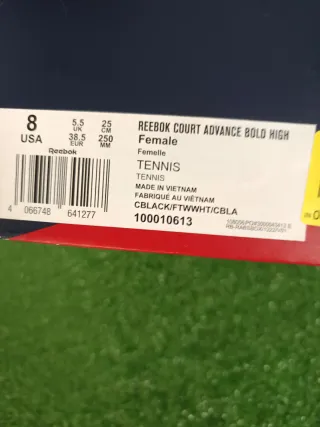 8
USA
5.5
UK
25
CM
38.5
EUR
250
MM
Reebok
4 066748 641277
REEBOK COURT ADVANCE BOLD HIGH
Female
Femelle
TENNIS
TENNIS
MADE IN VIETNAM
FABRIQUÉ AU VIÊTNAM
CBLACK/FTWWHT/CBLA
100010613